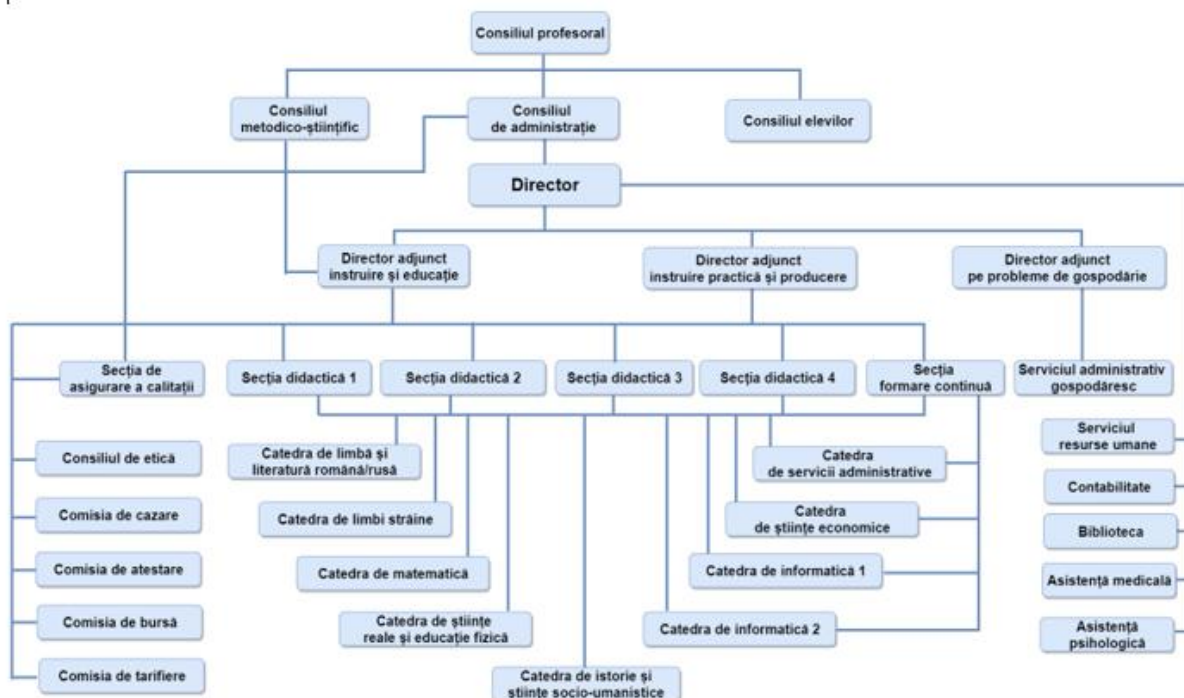 Consiliul profesoral
Consiliul
metodico-științific
Consiliul
de administrație
Consiliul elevilor
Director
Director adjunct
instruire și educație
Director adjunct
instruire practică și producere
Director adjunct
pe probleme de gospodărie
Secția de
asigurare a calității
Secția didactică 1
Secția didactică 2
Secția didactică 3
Secția didactică 4
Secția
formare continuă
Serviciul administrativ
gospodăresc
Consiliul de etică
Comisia de cazare
Comisia de atestare
Comisia de bursă
Comisia de tarifiere
Catedra de limbă și
literatură română/rusă
Catedra de limbi străine
Catedra de matematică
Catedra de științe
reale și educație fizică
Catedra de istorie și
științe socio-umanistice
Catedra
de servicii administrative
Catedra
de științe economice
Catedra de informatică 1
Catedra de informatică 2
Serviciul
resurse umane
Contabilitate
Biblioteca
Asistență medicală
Asistență
psihologică